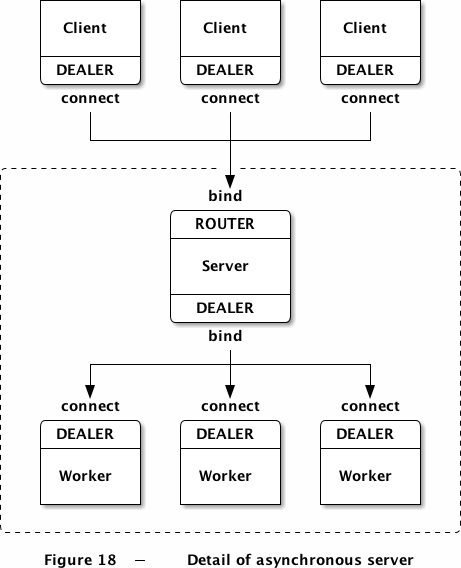 Client Client Client
DEALER DEALER DEALER
connect connect connect
bind
ROUTER
Server
DEALER
bind
connect connect connect
DEALER DEALER DEALER
Worker Worker Worker
Figure 18 — Detail of asynchronous server